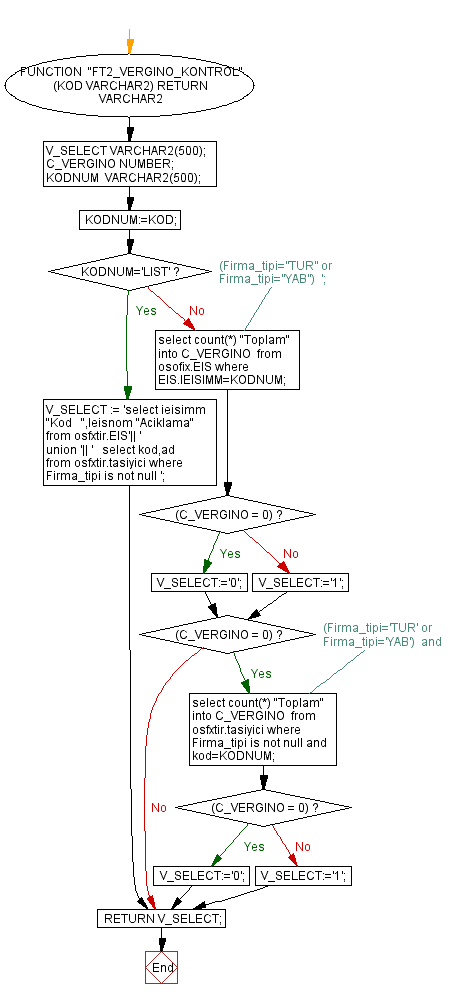 FUNCTION "FT2_VERGINO_KONTROL"
(KOD VARCHAR2) RETURN
VARCHAR2
V_SELECT VARCHAR2(500);
C_VERGINO NUMBER;
KODNUM VARCHAR2(500);
KODNUM:=KOD;
KODNUM='LIST' ?
(Firma_tipi="TUR" or
Firma_tipi="YAB") ';
Yes
No
select count(*) "Toplam"
into C_VERGINO from
osofix.EIS where
EIS.IEISIMM=KODNUM;
V_SELECT := 'select ieisimm
"Kod ",Ieisnom "Aciklama"
from osfxtir.EIS'|| '
union '|| ' select kod,ad
from osfxtir.tasiyici where
Firma_tipi is not null ';
(C_VERGINO = 0) ?
Yes
No
V_SELECT:='0';
V_SELECT:='1';
(C_VERGINO = 0) ?
(Firma_tipi='TUR' or
Firma_tipi='YAB') and
Yes
select count(*) "Toplam"
into C_VERGINO from
osfxtir.tasiyici where
Firma_tipi is not null and
kod=KODNUM;
No
(C_VERGINO = 0) ?
Yes
No
V_SELECT:='0';
V_SELECT:='1';
RETURN V_SELECT;
End